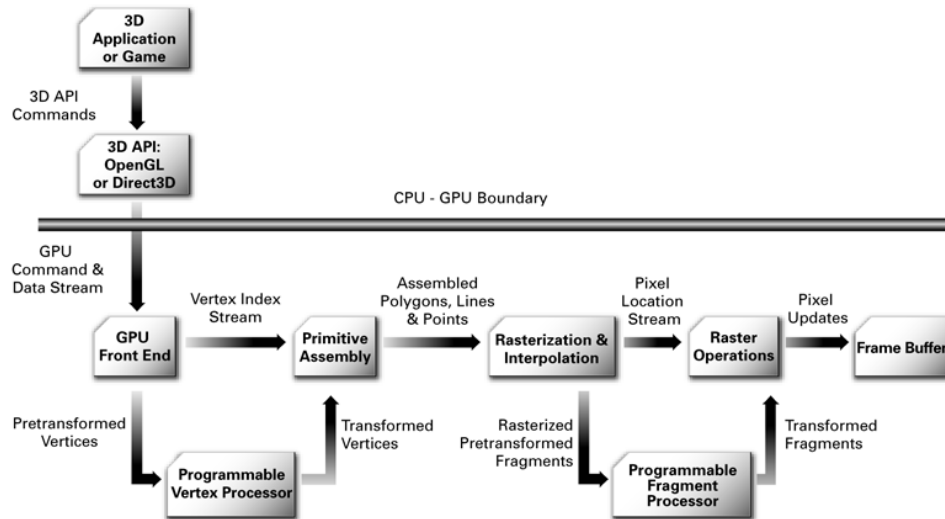 3D
Application
or Game
3D API
Commands
3D API:
OpenGL
or Direct3D
CPU - GPU Boundary
GPU
Command &
Data Stream
Vertex Index
Stream
Assembled
Polygons, Lines
& Points
Pixel
Location
Stream
Pixel
Updates
GPU
Front End
Primitive
Assembly
Rasterization &
Interpolation
Raster
Operations
Frame Buffer
Pretransformed
Vertices
Transformed
Vertices
Rasterized
Pretransformed
Fragments
Transformed
Fragments
Programmable
Vertex Processor
Programmable
Fragment
Processor